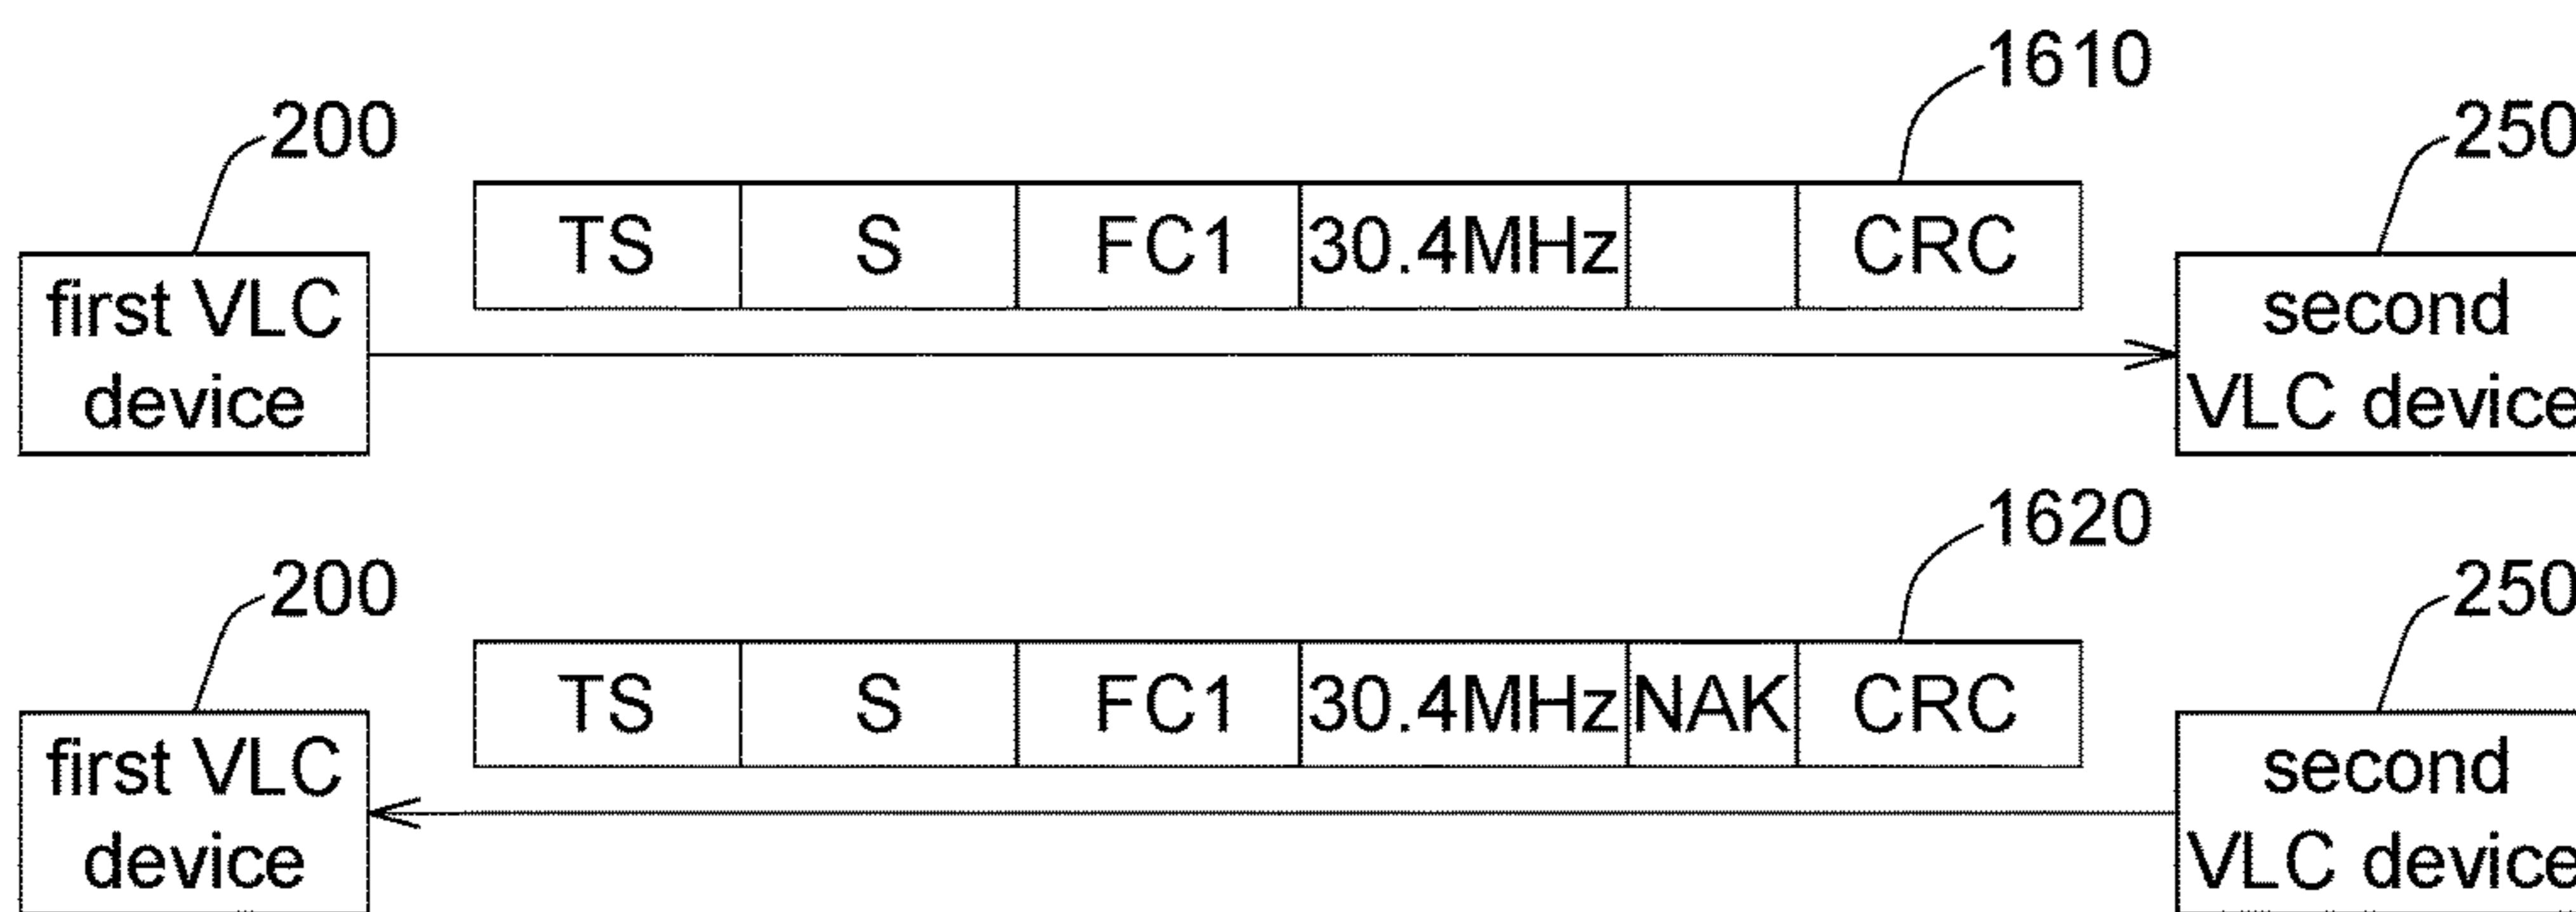 1610
200
250
TS S FC1 30.4MHz CRC
first VLC
device
second
VLC device
1620
200
250
TS S FC1 30.4MHz NAK CRC
first VLC
device
second
VLC device